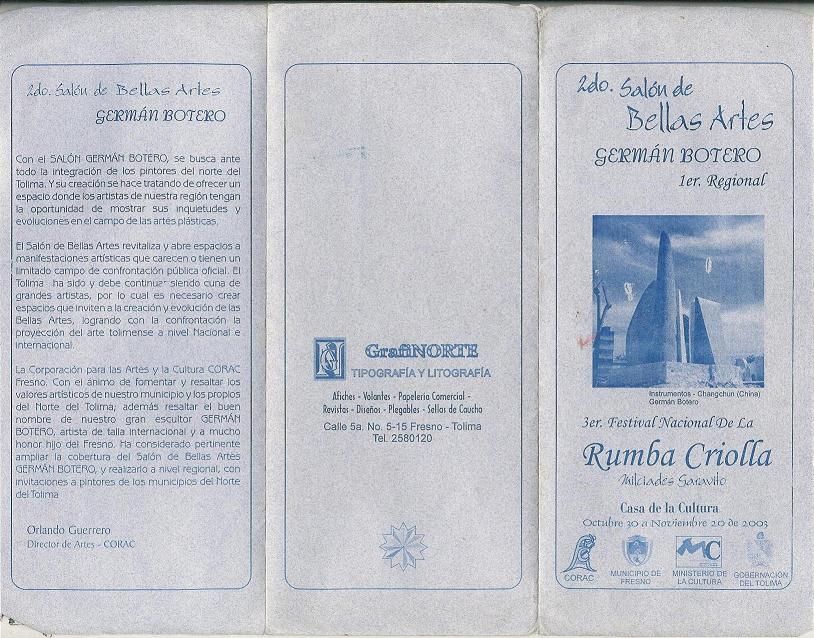 2do. Salón de Bellas Artes
GERMÁN BOTERO
Con el SALÓN GERMÁN BOTERO, se busca ante
todo la integración de los pintores del norte del
Tolima. Y su creación se hace tratando de ofrecer un
espacio donde los artistas de nuestra región tengan
la oportunidad de mostrar sus inquietudes y
evoluciones en el campo de las artes plásticas.
El Salón de Bellas Artes revitaliza y abre espacios a
manifestaciones artísticas que carecen o tienen un
limitado campo de confrontación pública oficial. El
Tolima ha sido y debe continuar siendo cuna de
grandes artistas, por lo cual es necesario crear
espacios que inviten a la creación y evolución de las
Bellas Artes, logrando con la confrontación la
proyección del arte tolimense a nivel Nacional e
internacional.
La Corporación para las Artes y la Cultura CORAC
Fresno. Con el ánimo de fomentar y resaltar los
valores artísticos de nuestro municipio y los propios
del Norte del Tolima; además resaltar el buen
nombre de nuestro gran escultor GERMÁN
BOTERO, artista de talla internacional y a mucho
honor hijo del Fresno. Ha considerado pertinente
ampliar la cobertura del Salón de Bellas Artes
GERMÁN BOTERO, y realizarlo a nivel regional, con
invitaciones a pintores de los municipios del Norte
del Tolima
Orlando Guerrero
Director de Artes - CORAC
GrafiNORTE
TIPOGRAFÍA Y LITOGRAFÍA
Afiches - Volantes - Papeleria Comercial -
Revistas - Diseños - Plegables - Sellos de Caucho
Calle 5a. No. 5-15 Fresno - Tolima
Tel. 2580120
2do. Salón de
Bellas Artes
GERMÁN BOTERO
1er. Regional
Instrumentos - Changchun (China)
Germán Botero
3er. Festival Nacional De La
Rumba Criolla
Milciades Garavito
Casa de la Cultura
Octubre 30 a Noviembre 20 de 2003
CORAC
MUNICIPIO DE
FRESNO
MC
MINISTERIO DE
LA CULTURA
GOBERNACIÓN
DEL TOLIMA